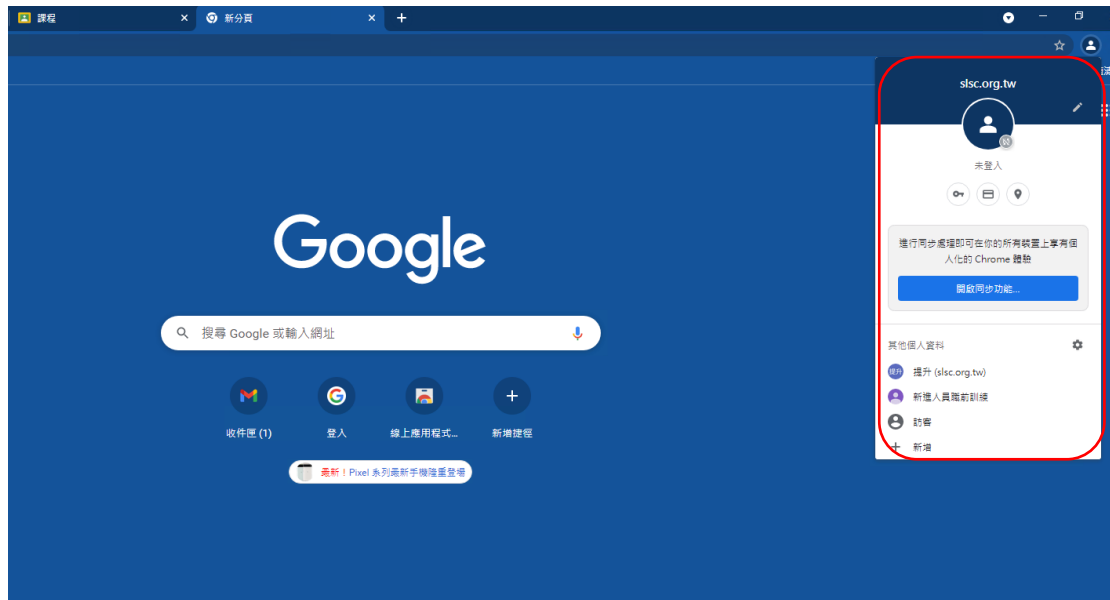 課程
新分頁
slsc.org.tw
未登入
進行同步處理即可在你的所有裝置上享有個
人化的 Chrome 體驗
開啟同步功能...
其他個人資料
提升
提升 (slsc.org.tw)
新進人員職前訓練
訪客
新增
Google
搜尋 Google 或輸入網址
收件匣 (1)
登入
線上應用程式...
新增捷徑
最新！Pixel 系列最新手機隆重登場